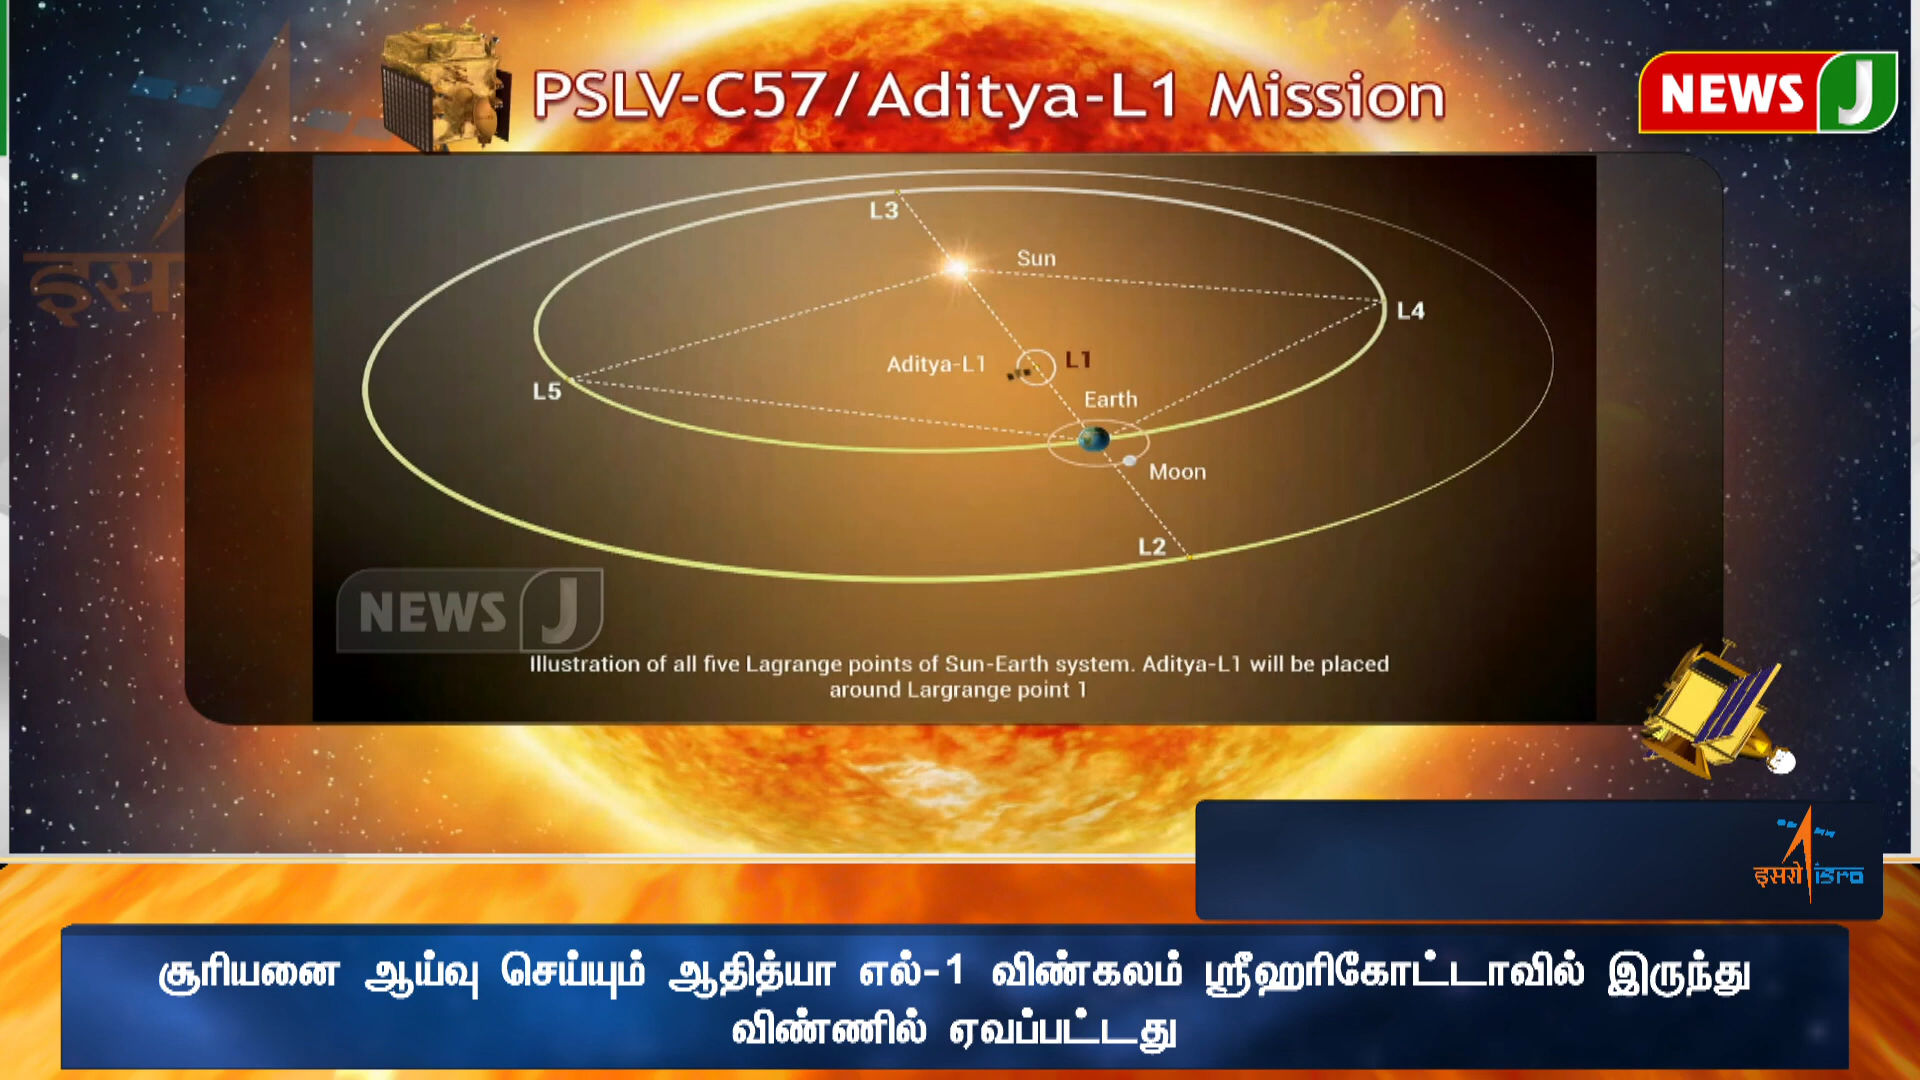 PSLV-C57/Aditya-L1 Mission
NEWS J
इसरो
L3
Sun
L4
Aditya-L1
L1
L5
Earth
Moon
L2
NEWS J
Illustration of all five Lagrange points of Sun-Earth system. Aditya-L1 will be placed
around Largrange point 1
इसरो isro
சூரியனை ஆய்வு செய்யும் ஆதித்யா எல்-1 விண்கலம் ஸ்ரீஹரிகோட்டாவில் இருந்து
விண்ணில் ஏவப்பட்டது